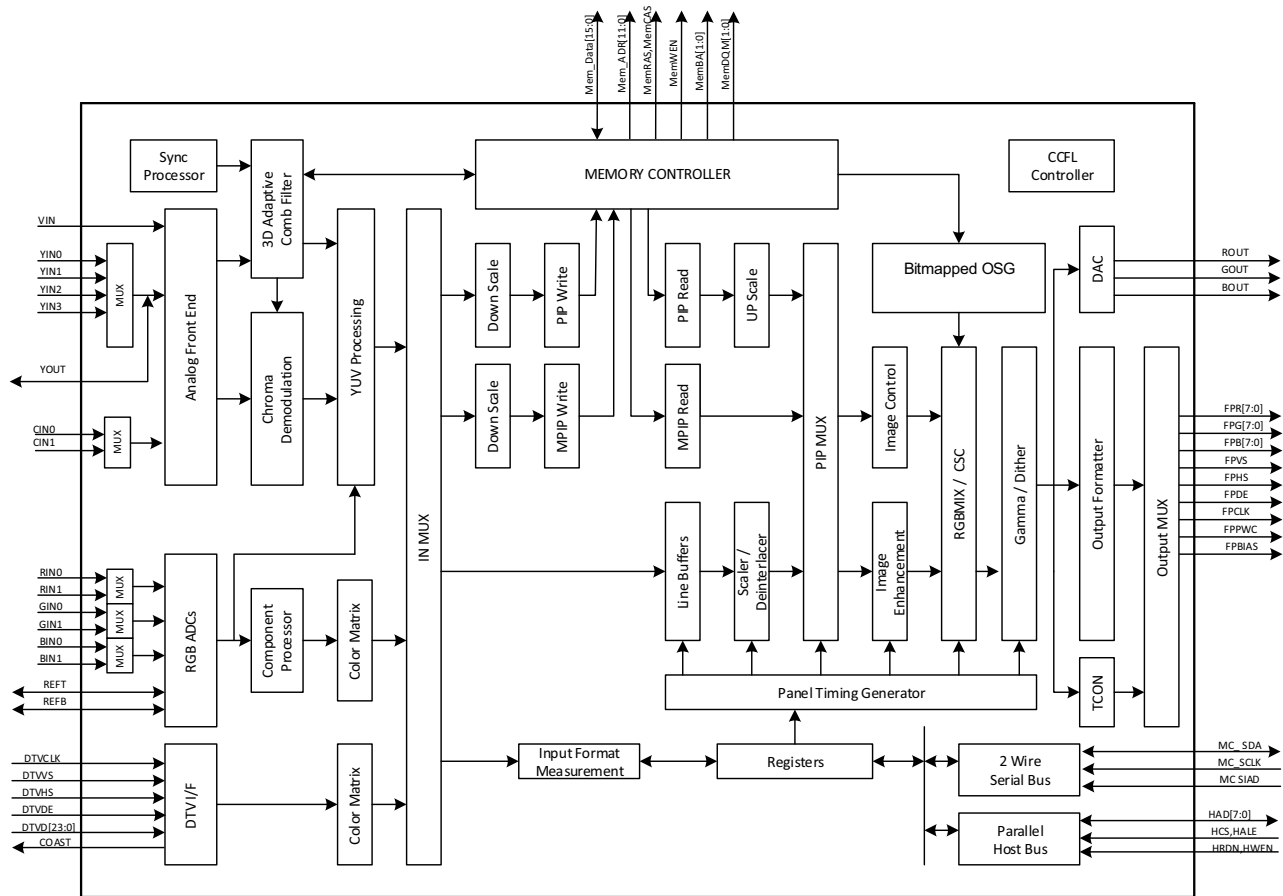 Mem_Data[15:0]
Mem_ADR[11:0]
MemRAS,MemCAS
MemWEN
MemBA[1:0]
MemDQM[1:0]
Sync
Processor
3D Adaptive
Comb Filter
MEMORY CONTROLLER
CCFL
Controller
VIN
YIN0
YIN1
YIN2
YIN3
MUX
YOUT
CIN0
CIN1
MUX
Analog Front End
Chroma
Demodulation
YUV Processing
IN MUX
Down Scale
PIP Write
PIP Read
UP Scale
Down Scale
MPIP Write
MPIP Read
PIP MUX
Bitmapped OSG
Image Control
RGBMIX / CSC
Gamma / Dither
DAC
ROUT
GOUT
BOUT
Output Formatter
Output MUX
FPR[7:0]
FPG[7:0]
FPB[7:0]
FPVS
FPHS
FPDE
FPCLK
FPPWC
FPBIAS
RIN0
RIN1
GIN0
GIN1
BIN0
BIN1
MUX
MUX
MUX
REFT
REFB
RGB ADCs
Component
Processor
Color Matrix
Line Buffers
Scaler /
Deinterlacer
Image
Enhancement
Panel Timing Generator
TCON
DTVCLK
DTVVS
DTVHS
DTVDE
DTVD[23:0]
COAST
DTV I/F
Color Matrix
Input Format
Measurement
Registers
2 Wire
Serial Bus
MC_SDA
MC_SCLK
MC SIAD
Parallel
Host Bus
HAD[7:0]
HCS,HALE
HRDN,HWEN